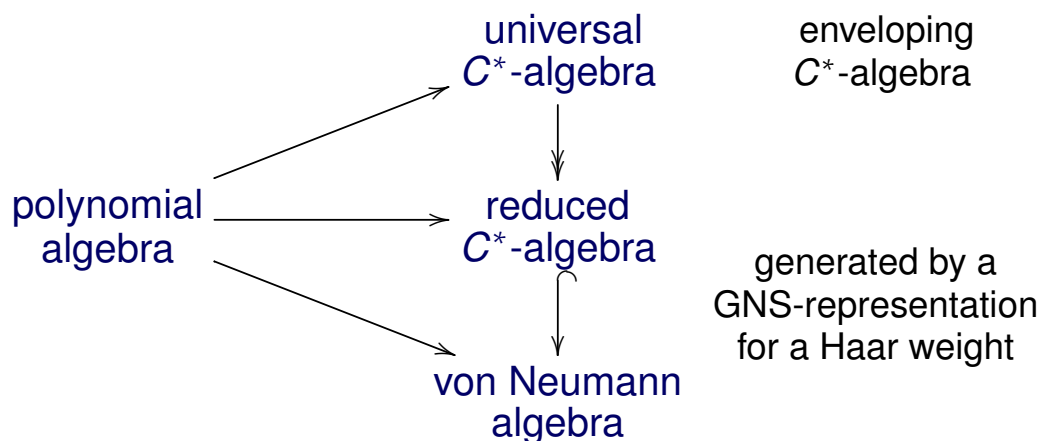 universal
C*-algebra
enveloping
C*-algebra
polynomial
algebra
reduced
C*-algebra
generated by a
GNS-representation
for a Haar weight
von Neumann
algebra